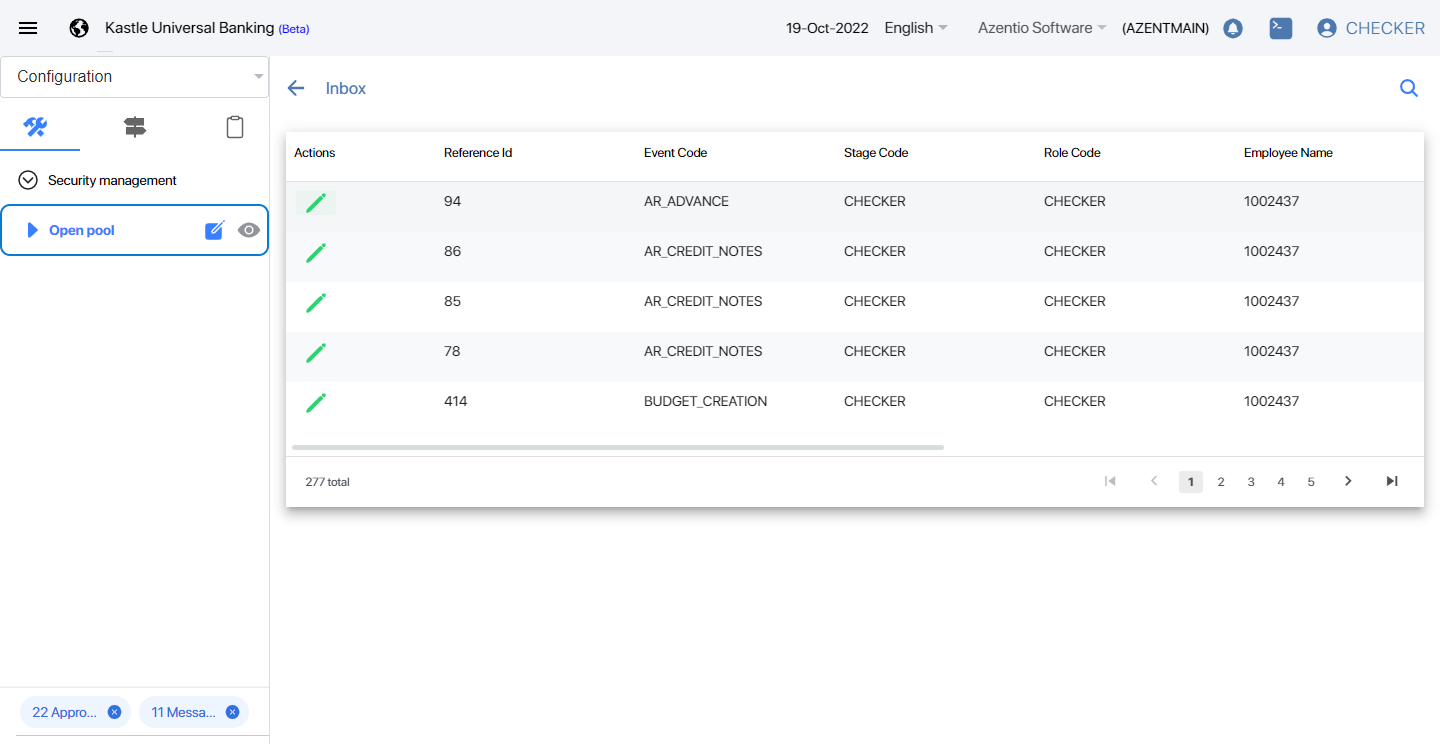 Kastle Universal Banking (Beta) 19-Oct-2022 English Azentio Software (AZENTMAIN) CHECKER
Configuration
Inbox
Security management
Open pool
Actions Reference Id Event Code Stage Code Role Code Employee Name
94 AR_ADVANCE CHECKER CHECKER 1002437
86 AR_CREDIT_NOTES CHECKER CHECKER 1002437
85 AR_CREDIT_NOTES CHECKER CHECKER 1002437
78 AR_CREDIT_NOTES CHECKER CHECKER 1002437
414 BUDGET_CREATION CHECKER CHECKER 1002437
277 total 1 2 3 4 5
22 Appro... 11 Messa...